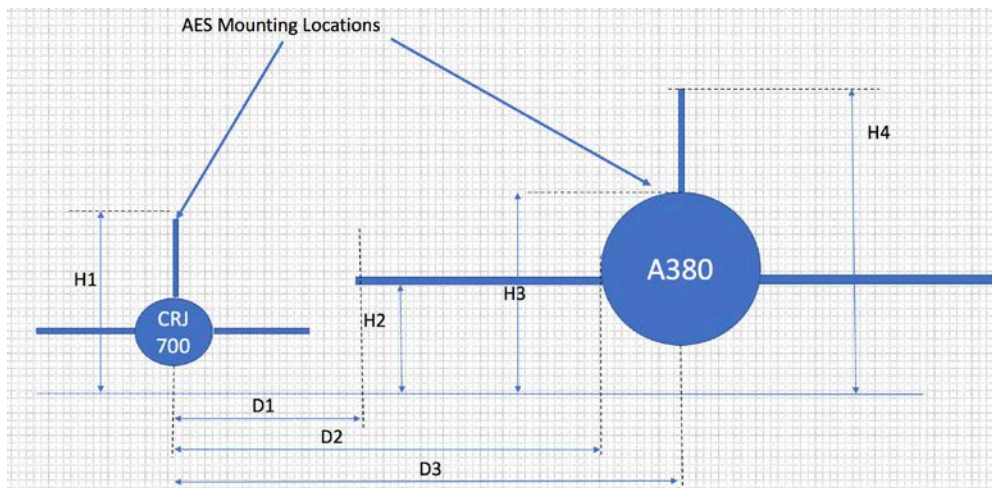 AES Mounting Locations
H4
A380
H1
H3
H2
CRJ
700
D1
D2
D3